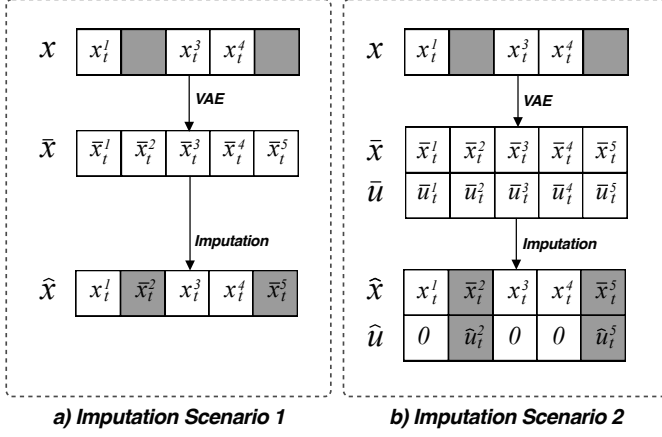 x x_t^1 x_t^3 x_t^4
VAE
x̄ x̄_t^1 x̄_t^2 x̄_t^3 x̄_t^4 x̄_t^5
Imputation
x̂ x_t^1 x̄_t^2 x_t^3 x_t^4 x̄_t^5
a) Imputation Scenario 1
x x_t^1 x_t^3 x_t^4
VAE
x̄ x̄_t^1 x̄_t^2 x̄_t^3 x̄_t^4 x̄_t^5
ū ū_t^1 ū_t^2 ū_t^3 ū_t^4 ū_t^5
Imputation
x̂ x_t^1 x̄_t^2 x_t^3 x_t^4 x̄_t^5
û 0 û_t^2 0 0 û_t^5
b) Imputation Scenario 2